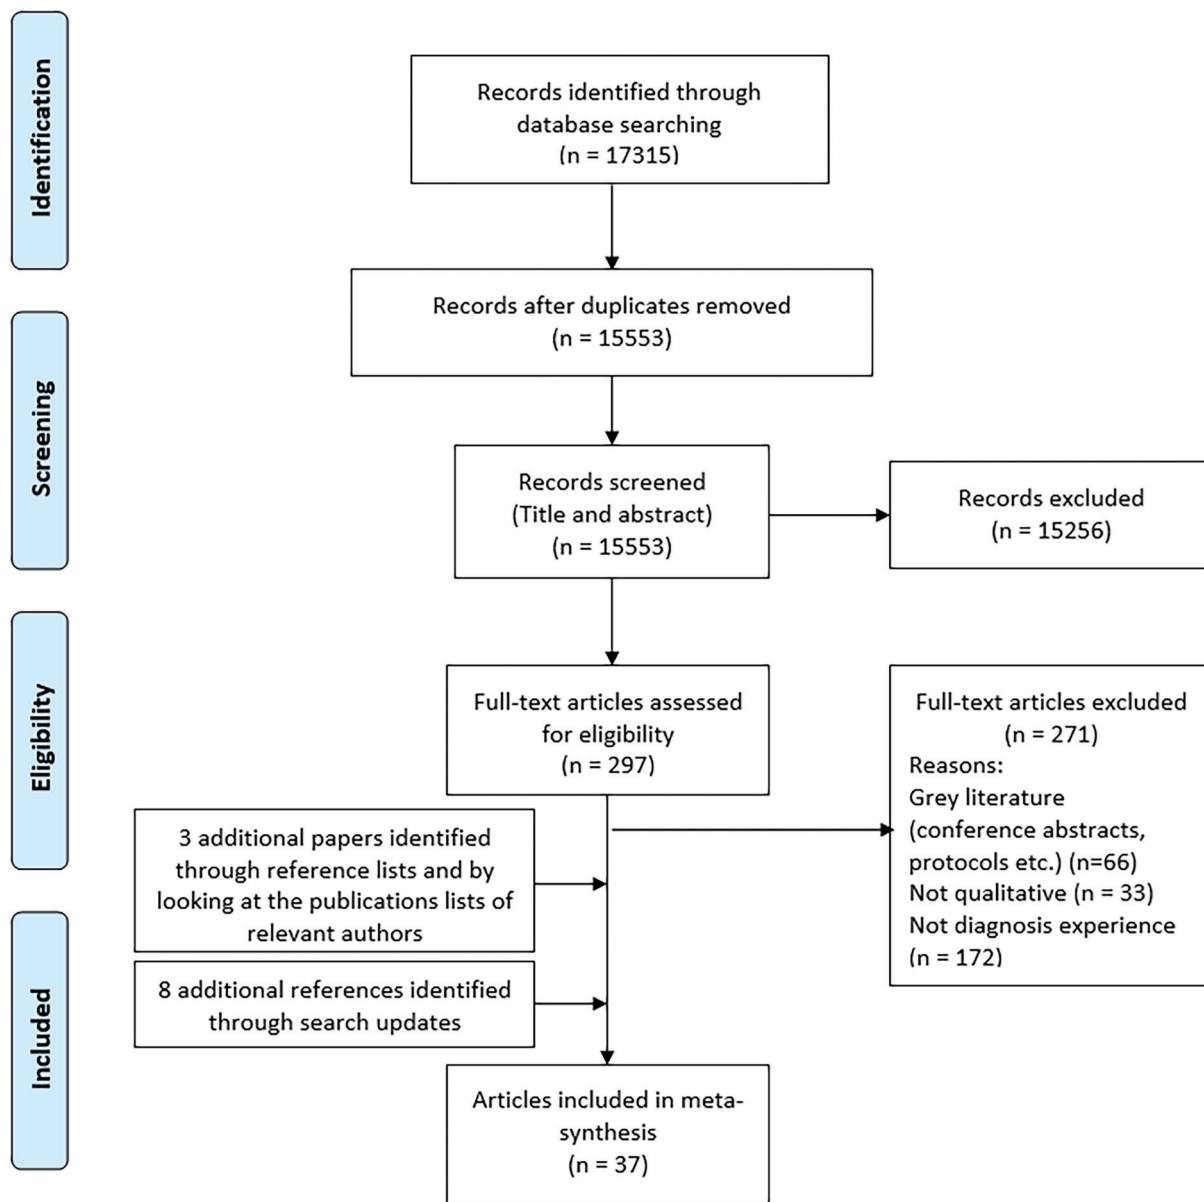 Identification
Records identified through
database searching
(n = 17315)
Records after duplicates removed
(n = 15553)
Screening
Records screened
(Title and abstract)
(n = 15553)
Records excluded
(n = 15256)
Eligibility
Full-text articles assessed
for eligibility
(n = 297)
Full-text articles excluded
(n = 271)
Reasons:
Grey literature
(conference abstracts,
protocols etc.) (n=66)
Not qualitative (n = 33)
Not diagnosis experience
(n = 172)
3 additional papers identified
through reference lists and by
looking at the publications lists of
relevant authors
8 additional references identified
through search updates
Included
Articles included in meta-
synthesis
(n = 37)